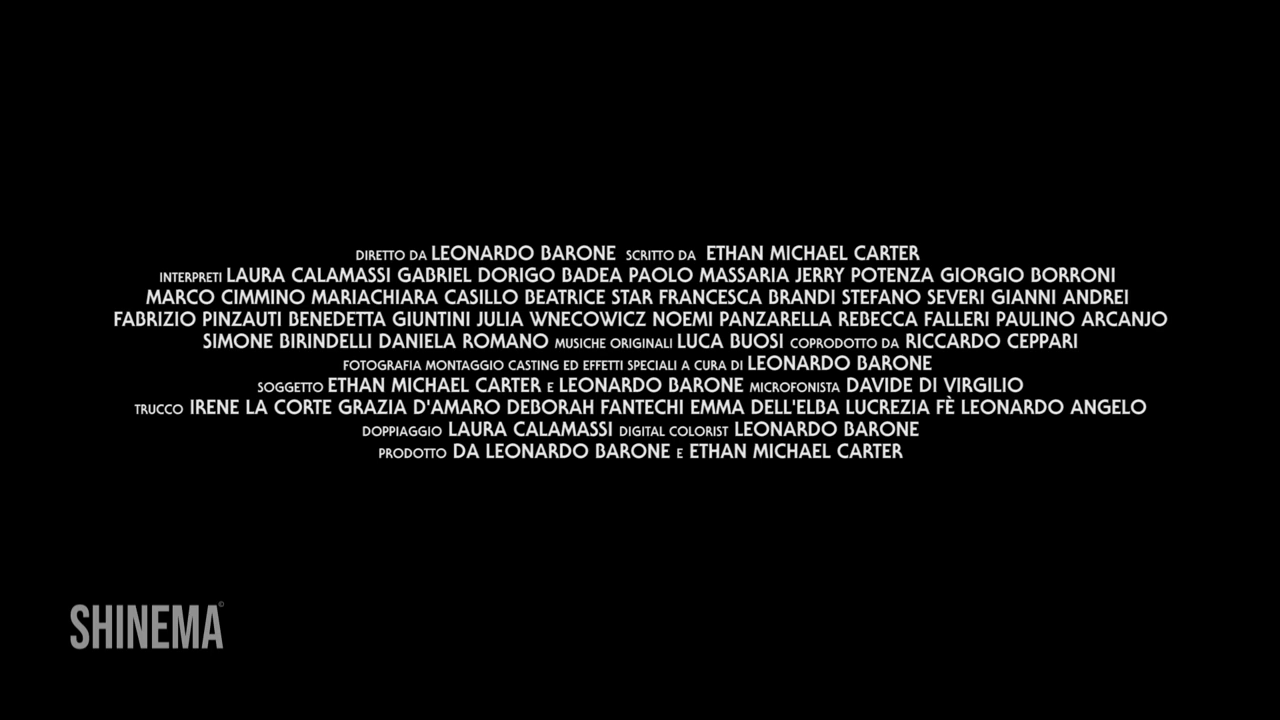 DIRETTO DA LEONARDO BARONE SCRITTO DA ETHAN MICHAEL CARTER
INTERPRETI LAURA CALAMASSI GABRIEL DORIGO BADEA PAOLO MASSARIA JERRY POTENZA GIORGIO BORRONI
MARCO CIMMINO MARIACHIARA CASILLO BEATRICE STAR FRANCESCA BRANDI STEFANO SEVERI GIANNI ANDREI
FABRIZIO PINZAUTI BENEDETTA GIUNTINI JULIA WNECOWICZ NOEMI PANZARELLA REBECCA FALLERI PAULINO ARCANJO
SIMONE BIRINDELLI DANIELA ROMANO MUSICHE ORIGINALI LUCA BUOSI COPRODOTTO DA RICCARDO CEPPARI
FOTOGRAFIA MONTAGGIO CASTING ED EFFETTI SPECIALI A CURA DI LEONARDO BARONE
SOGGETTO ETHAN MICHAEL CARTER E LEONARDO BARONE MICROFONISTA DAVIDE DI VIRGILIO
TRUCCO IRENE LA CORTE GRAZIA D'AMARO DEBORAH FANTECHI EMMA DELL'ELBA LUCREZIA FÈ LEONARDO ANGELO
DOPPIAGGIO LAURA CALAMASSI DIGITAL COLORIST LEONARDO BARONE
PRODOTTO DA LEONARDO BARONE E ETHAN MICHAEL CARTER
SHINEMA©